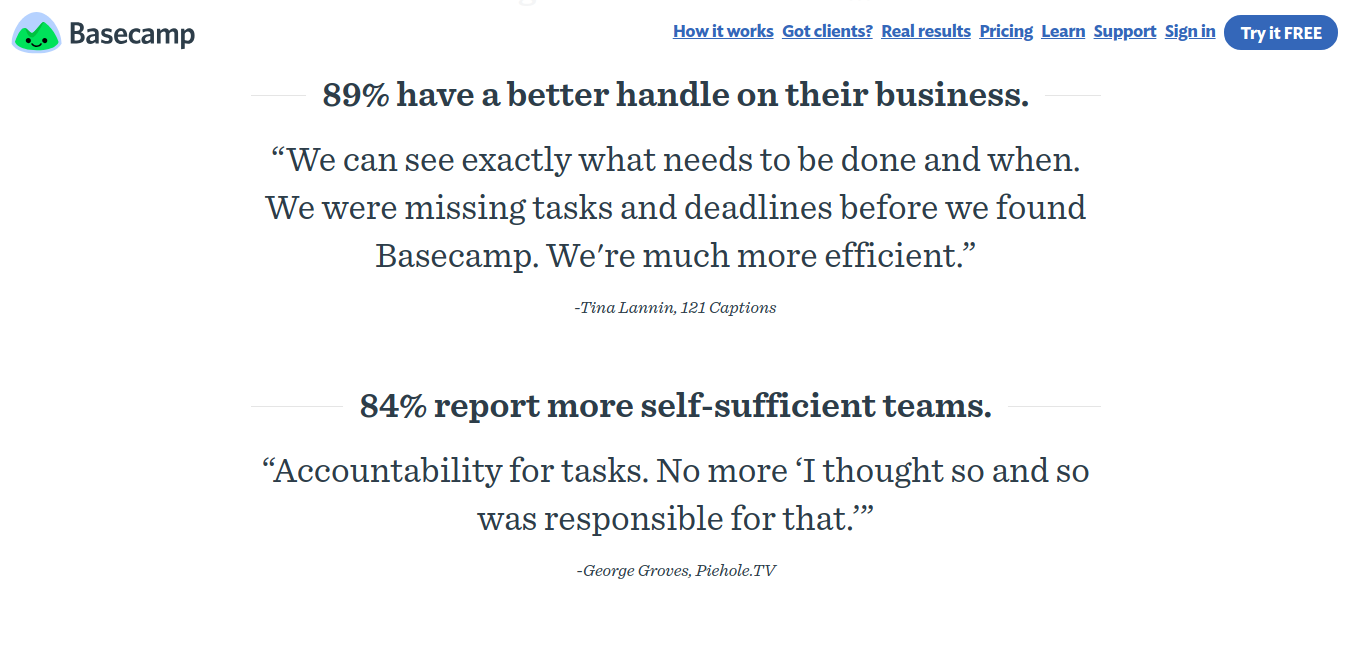 Basecamp
How it works Got clients? Real results Pricing Learn Support Sign in Try it FREE
89% have a better handle on their business.
“We can see exactly what needs to be done and when.
We were missing tasks and deadlines before we found
Basecamp. We're much more efficient.”
-Tina Lannin, 121 Captions
84% report more self-sufficient teams.
“Accountability for tasks. No more ‘I thought so and so
was responsible for that.’”
-George Groves, Piehole.TV